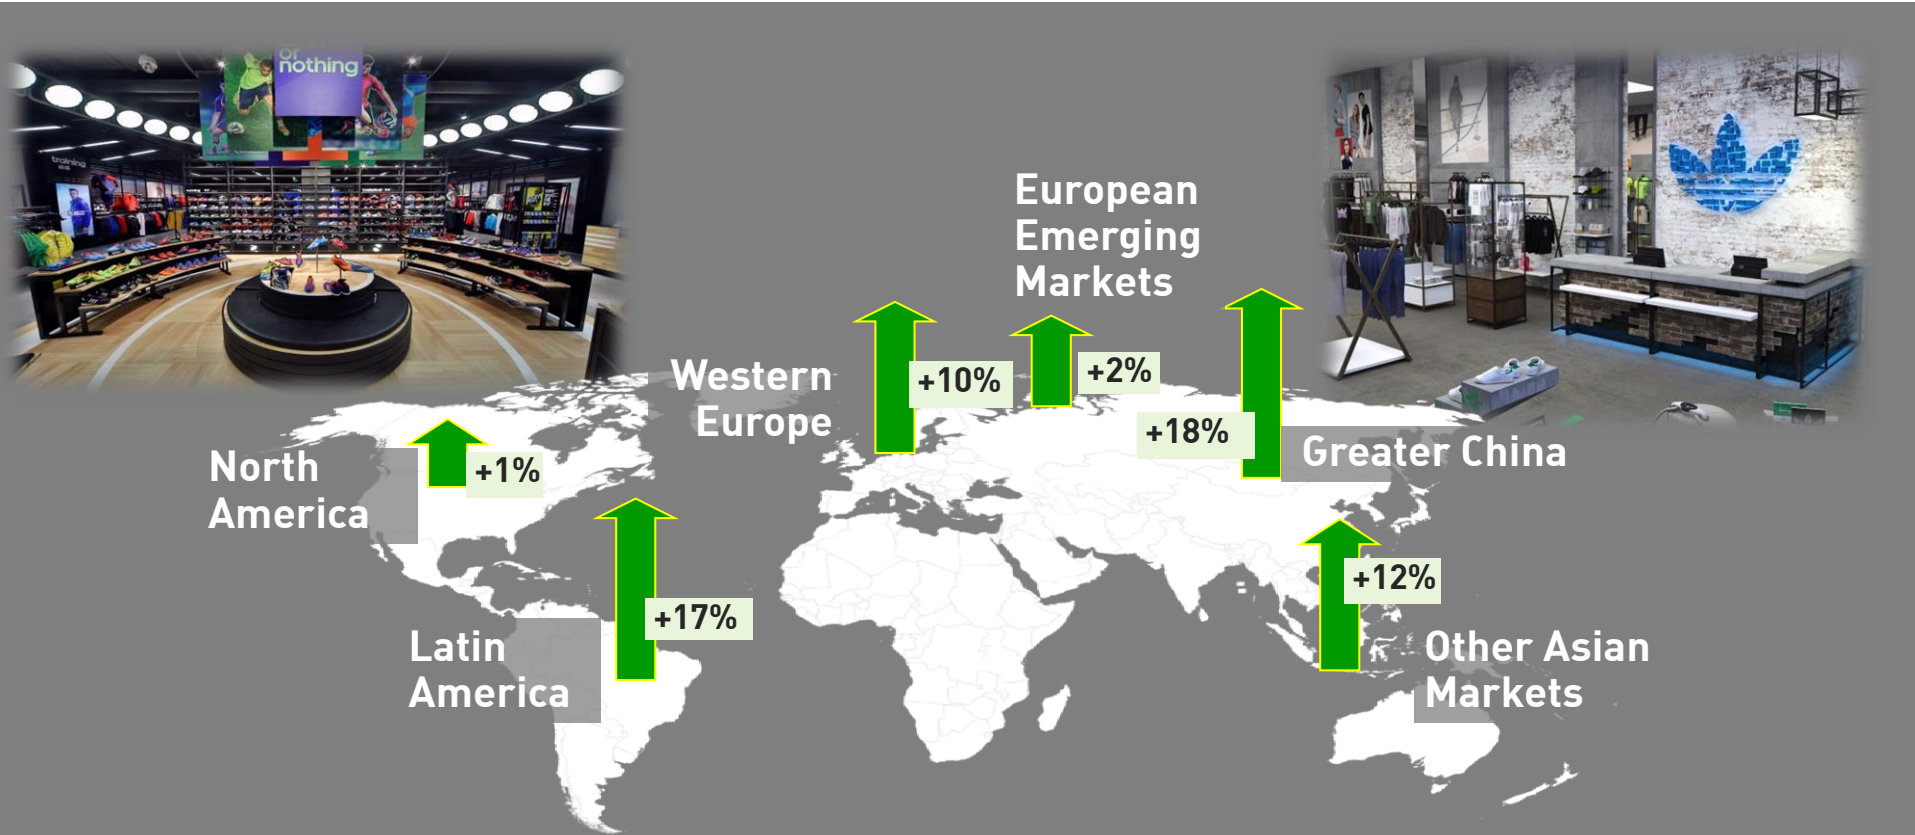 or
nothing
training
European
Emerging
Markets
Western
Europe
+10%
+2%
+18%
Greater China
North
America
+1%
+17%
+12%
Latin
America
Other Asian
Markets